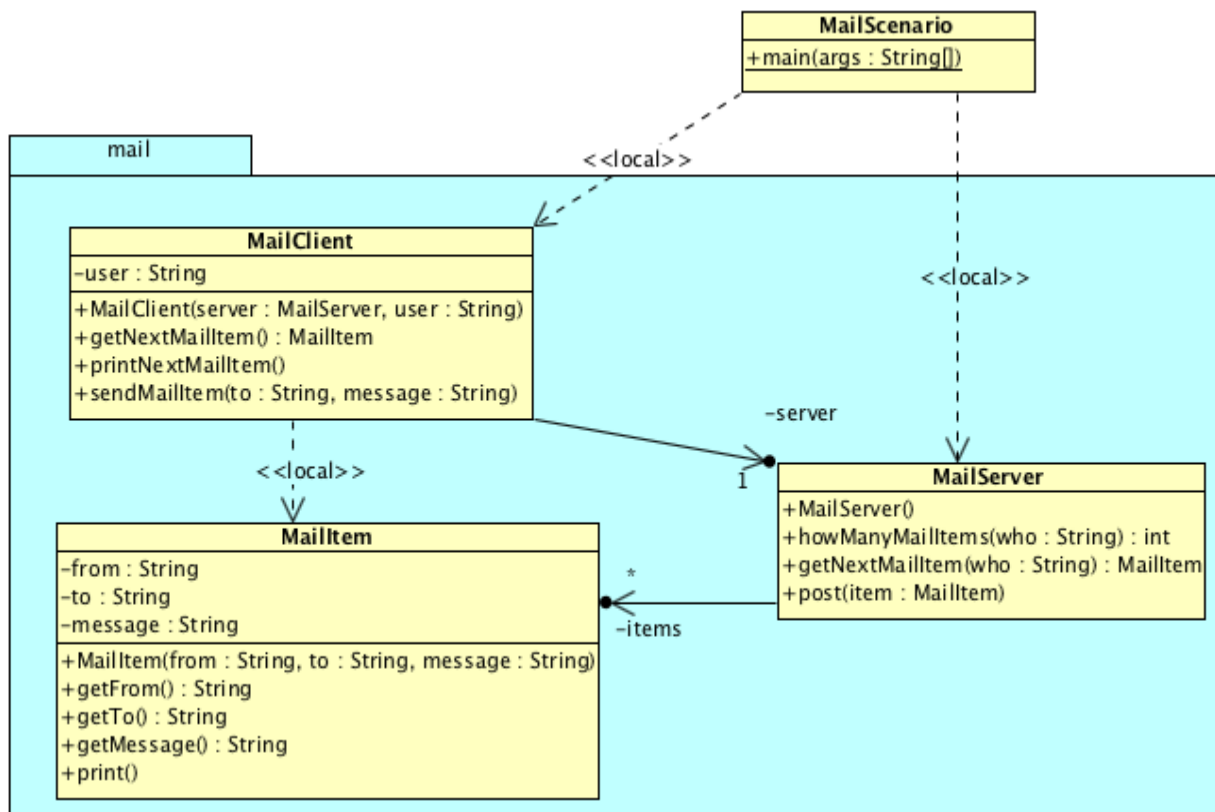 MailScenario
+main(args : String[])
<<local>>
mail
MailClient
-user : String
+MailClient(server : MailServer, user : String)
+getNextMailItem() : MailItem
+printNextMailItem()
+sendMailItem(to : String, message : String)
<<local>>
-server
1
<<local>>
MailServer
+MailServer()
+howManyMailItems(who : String) : int
+getNextMailItem(who : String) : MailItem
+post(item : MailItem)
MailItem
-from : String
-to : String
-message : String
+MailItem(from : String, to : String, message : String)
+getFrom() : String
+getTo() : String
+getMessage() : String
+print()
*
-items